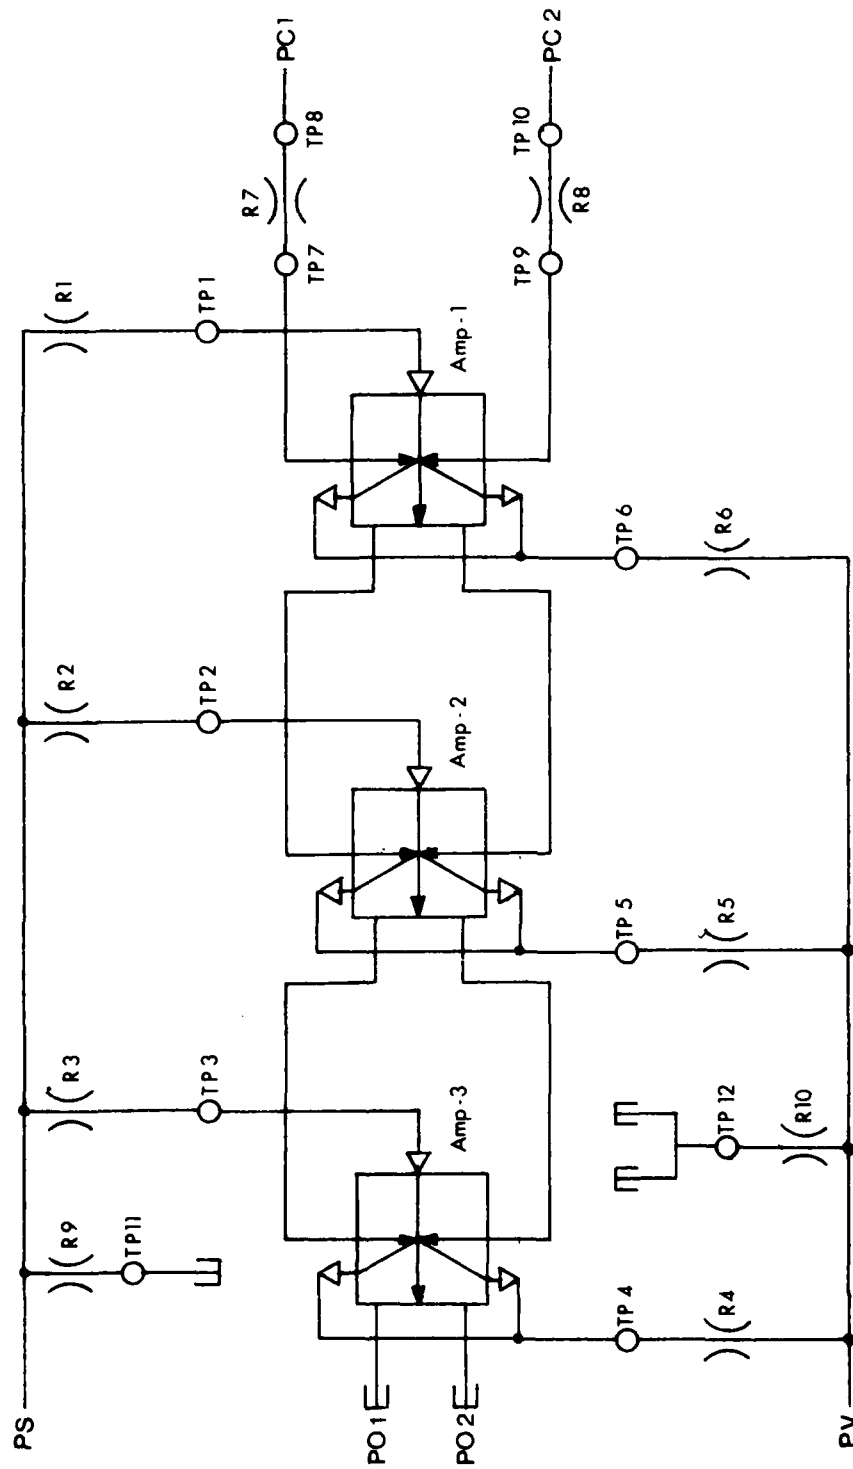 PS
PC1
PC2
R1
R2
R3
R9
TP1
TP2
TP3
TP11
R7
TP7
TP8
R8
TP9
TP10
Amp-1
Amp-2
Amp-3
PO1
PO2
TP4
TP5
TP6
TP12
R4
R5
R6
R10
PV